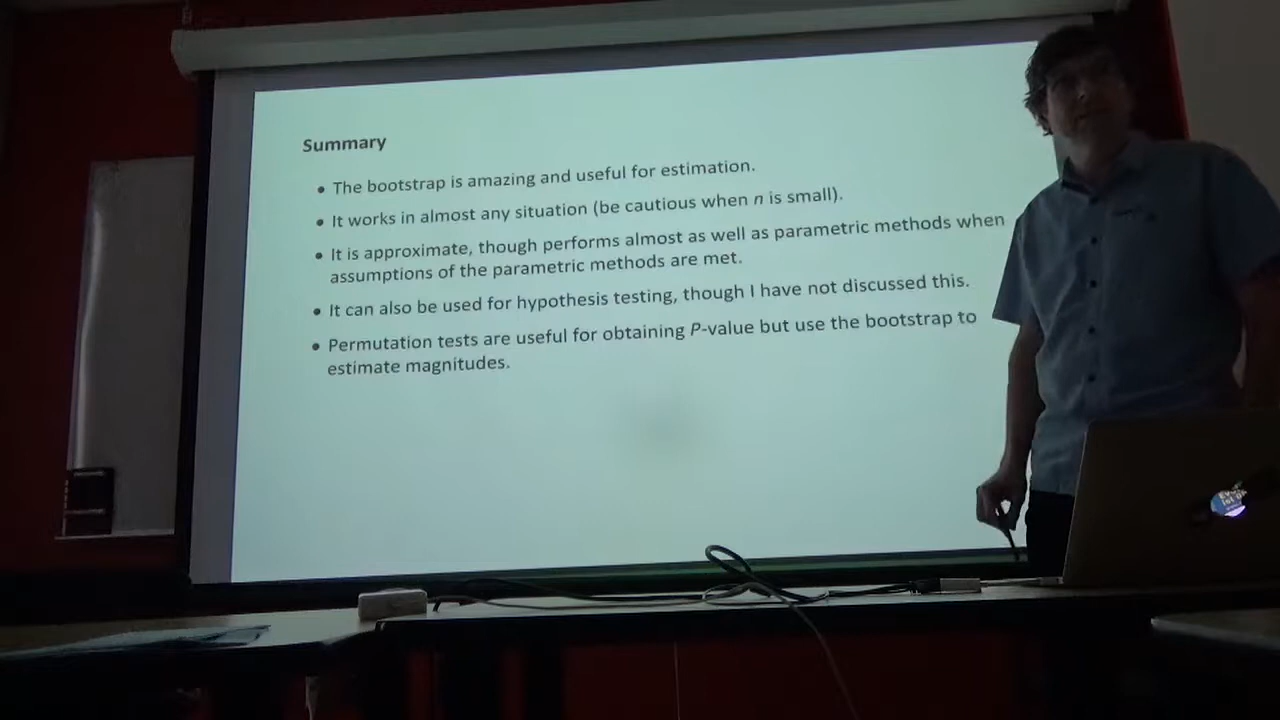 Summary
• The bootstrap is amazing and useful for estimation.
• It works in almost any situation (be cautious when n is small).
• It is approximate, though performs almost as well as parametric methods when
assumptions of the parametric methods are met.
• It can also be used for hypothesis testing, though I have not discussed this.
• Permutation tests are useful for obtaining P-value but use the bootstrap to
estimate magnitudes.